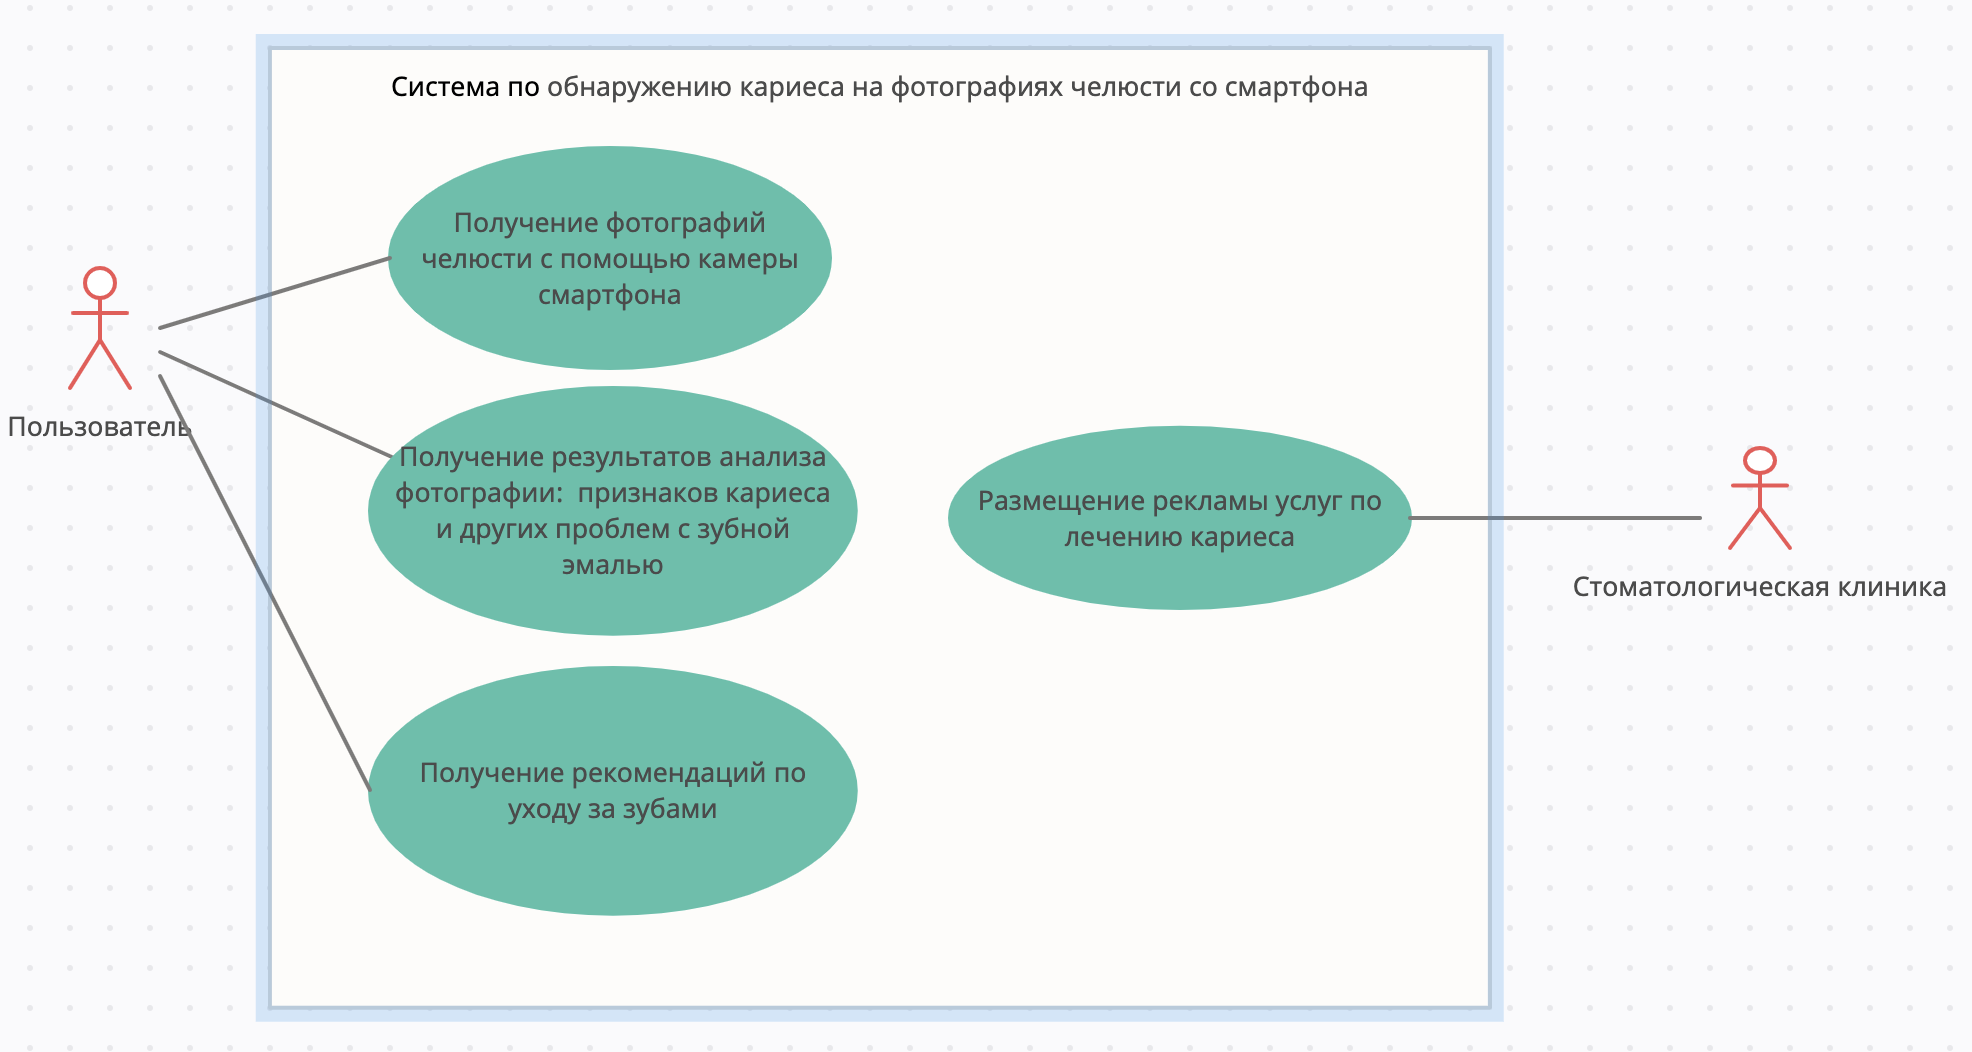 Система по обнаружению кариеса на фотографиях челюсти со смартфона
Получение фотографий
челюсти с помощью камеры
смартфона
Пользователь
Получение результатов анализа
фотографии:  признаков кариеса
и других проблем с зубной
эмалью
Размещение рекламы услуг по
лечению кариеса
Стоматологическая клиника
Получение рекомендаций по
уходу за зубами